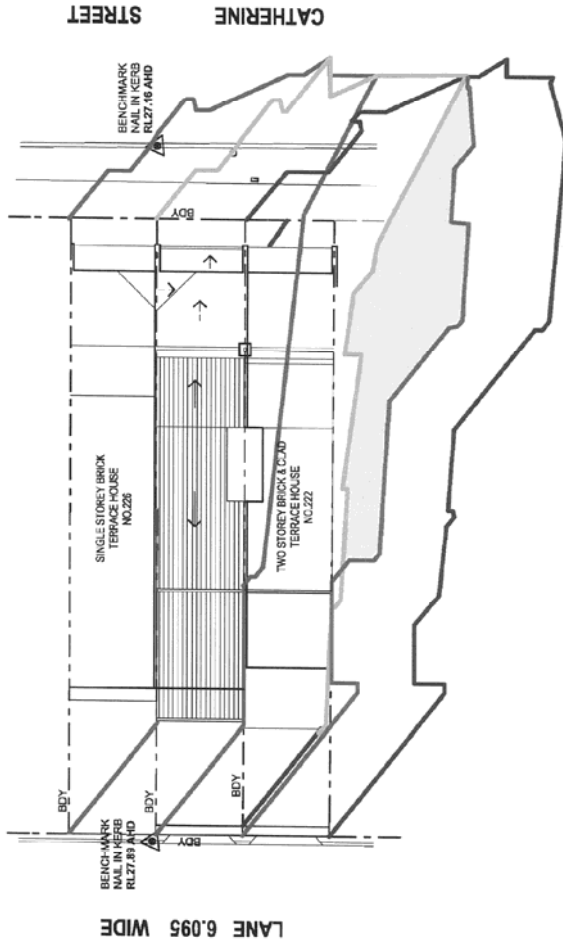 CATHERINE STREET
BENCHMARK
NAIL IN KERB
RL27.16 AHD
BDY
SINGLE STOREY BRICK
TERRACE HOUSE
NO.226
TWO STOREY BRICK & CLAD
TERRACE HOUSE
NO.222
BDY
BDY
BDY
BDY
BENCHMARK
NAIL IN KERB
RL27.89 AHD
LANE 6.095 WIDE